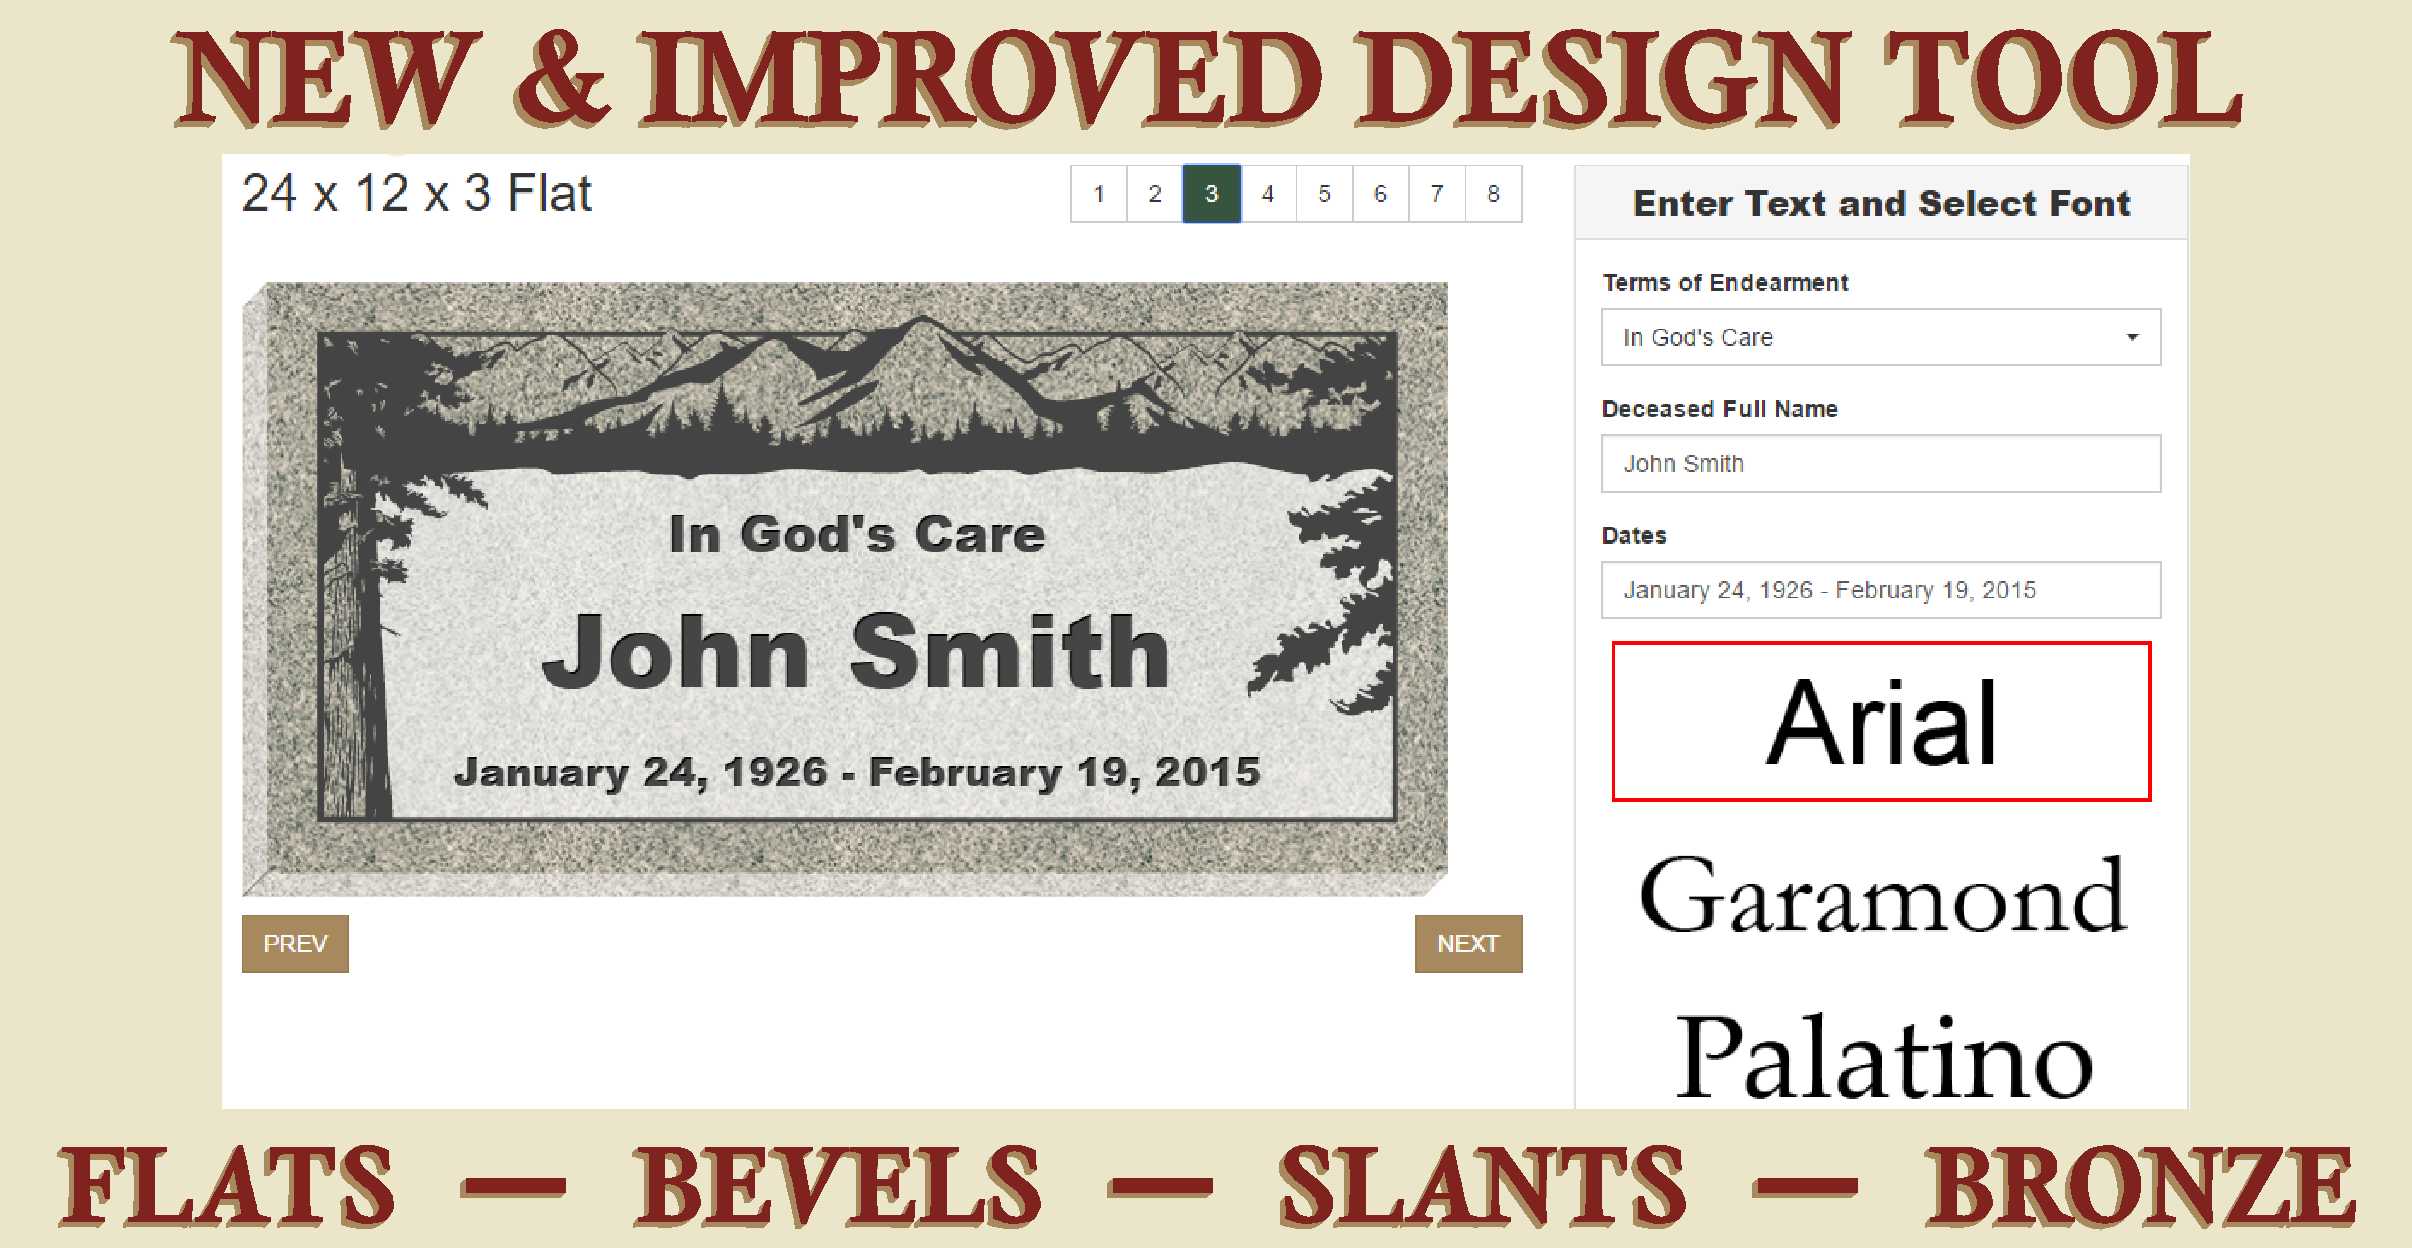 NEW & IMPROVED DESIGN TOOL
24 x 12 x 3 Flat
1 2 3 4 5 6 7 8
In God's Care
John Smith
January 24, 1926 - February 19, 2015
PREV
NEXT
Enter Text and Select Font
Terms of Endearment
In God's Care
Deceased Full Name
John Smith
Dates
January 24, 1926 - February 19, 2015
Arial
Garamond
Palatino
FLATS — BEVELS — SLANTS — BRONZE